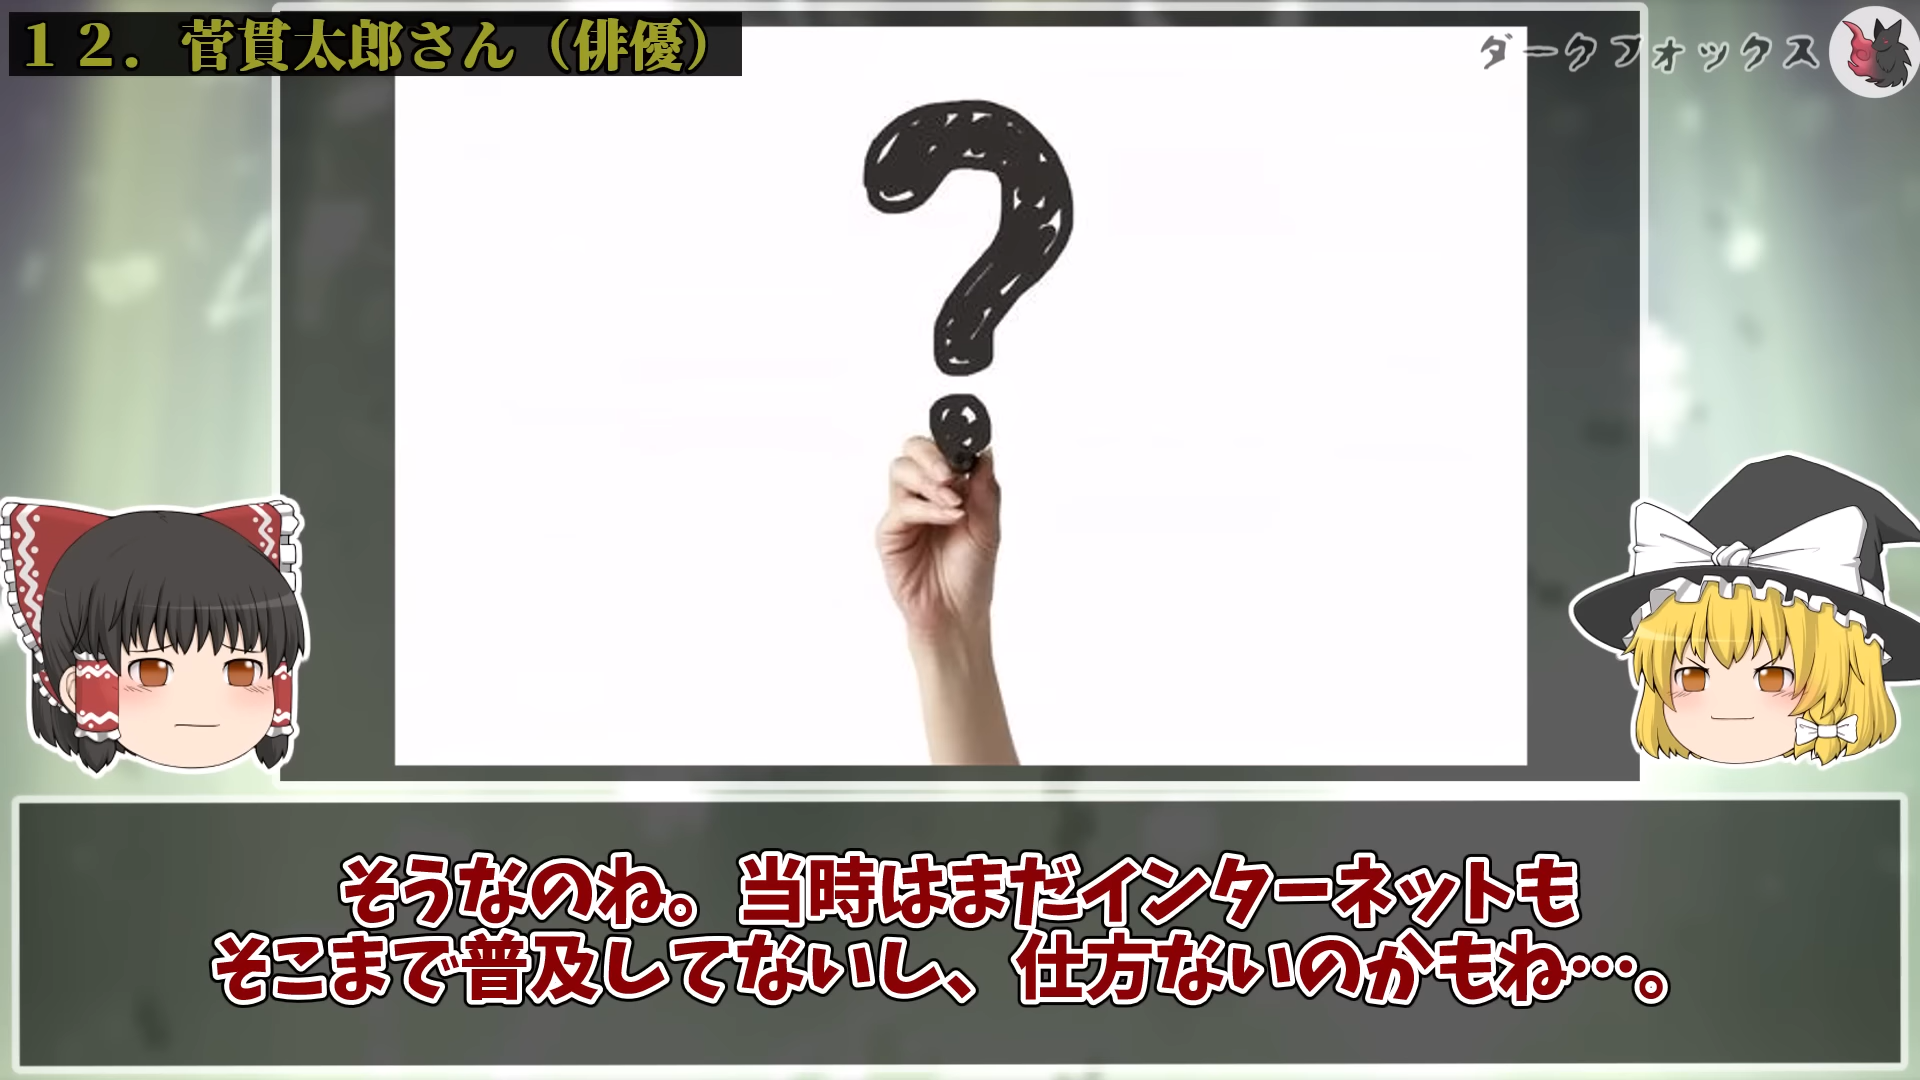 １２．菅貫太郎さん（俳優）
ダークフォックス
そうなのね。当時はまだインターネットも
そこまで普及してないし、仕方ないのかもね…。